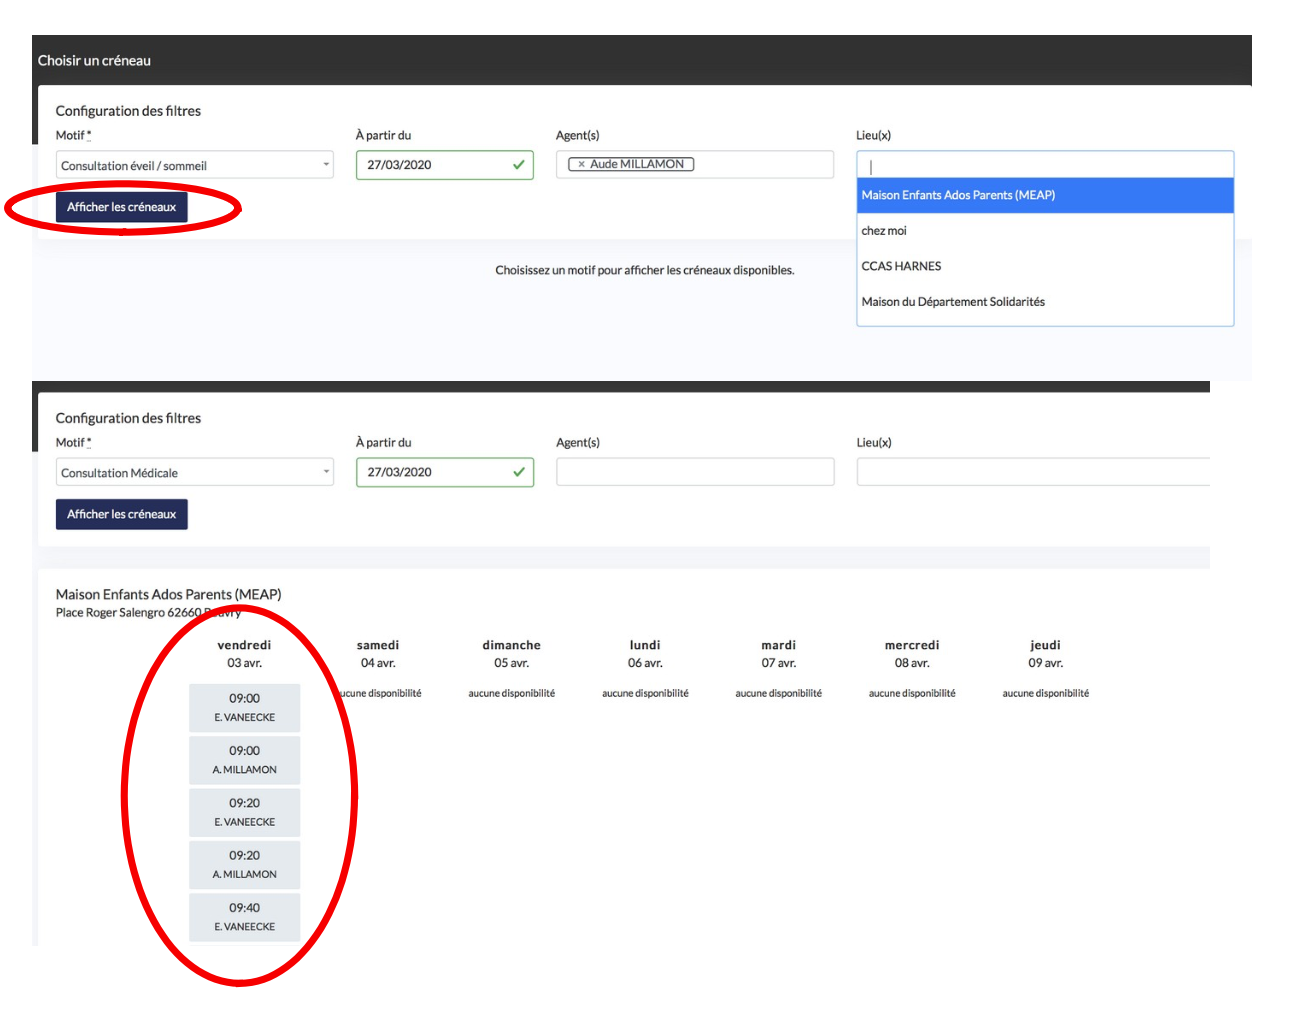 Choisir un créneau
Configuration des filtres
Motif * À partir du Agent(s) Lieu(x)
Consultation éveil / sommeil 27/03/2020 × Aude MILLAMON
Afficher les créneaux
Maison Enfants Ados Parents (MEAP)
chez moi
CCAS HARNES
Maison du Département Solidarités
Choisissez un motif pour afficher les créneaux disponibles.
Configuration des filtres
Motif * À partir du Agent(s) Lieu(x)
Consultation Médicale 27/03/2020
Afficher les créneaux
Maison Enfants Ados Parents (MEAP)
Place Roger Salengro 62660 Beuvry
vendredi samedi dimanche lundi mardi mercredi jeudi
03 avr. 04 avr. 05 avr. 06 avr. 07 avr. 08 avr. 09 avr.
aucune disponibilité aucune disponibilité aucune disponibilité aucune disponibilité aucune disponibilité aucune disponibilité
09:00
E. VANEECKE
09:00
A. MILLAMON
09:20
E. VANEECKE
09:20
A. MILLAMON
09:40
E. VANEECKE